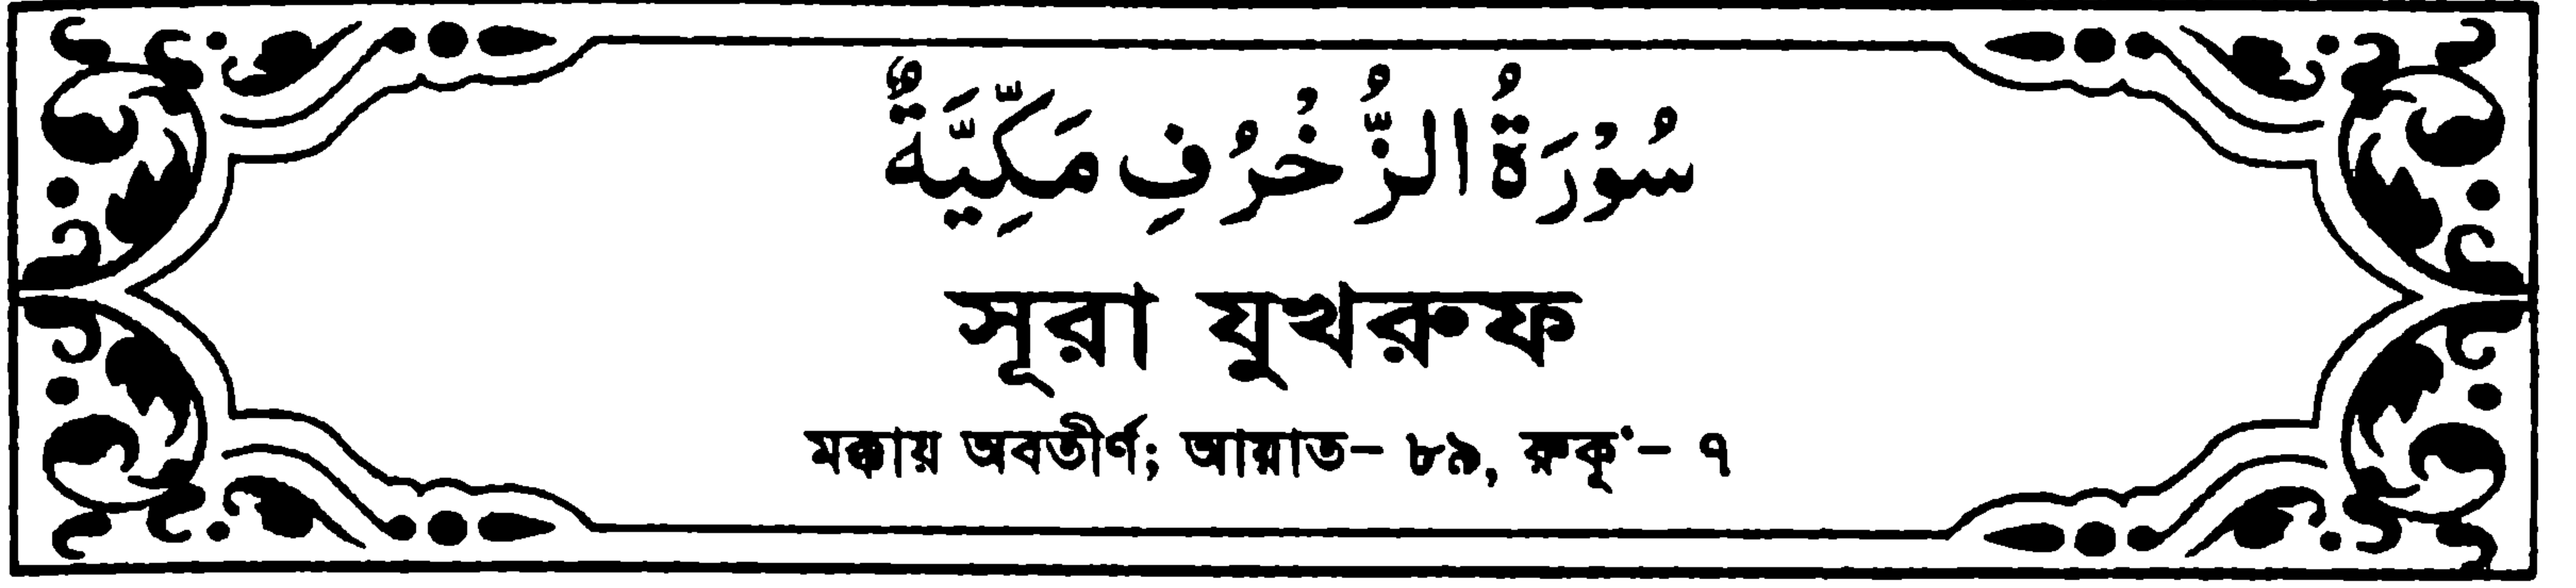 سُوْرَةُ الزُّخْرُفِ مَكِّيَّةٌ
সূরা যুখরুফ
মক্কায় অবতীর্ণ; আয়াত– ৮৯, রুকূ‘– ৭